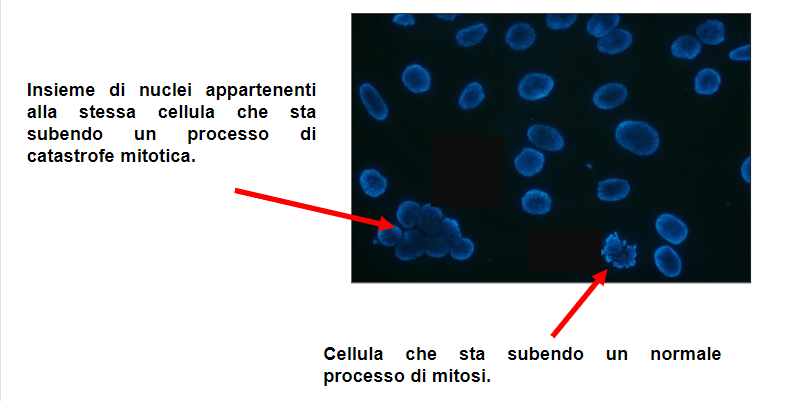 Insieme di nuclei appartenenti
alla stessa cellula che sta
subendo un processo di
catastrofe mitotica.
Cellula che sta subendo un normale
processo di mitosi.